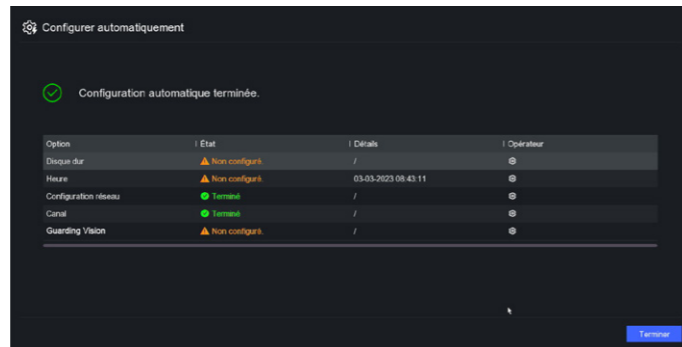 Configurer automatiquement
Configuration automatique terminée.
Option État Détails Opérateur
Disque dur Non configuré. /
Heure Non configuré. 03-03-2023 08:43:11
Configuration réseau Terminé /
Canal Terminé /
Guarding Vision Non configuré. /
Terminer